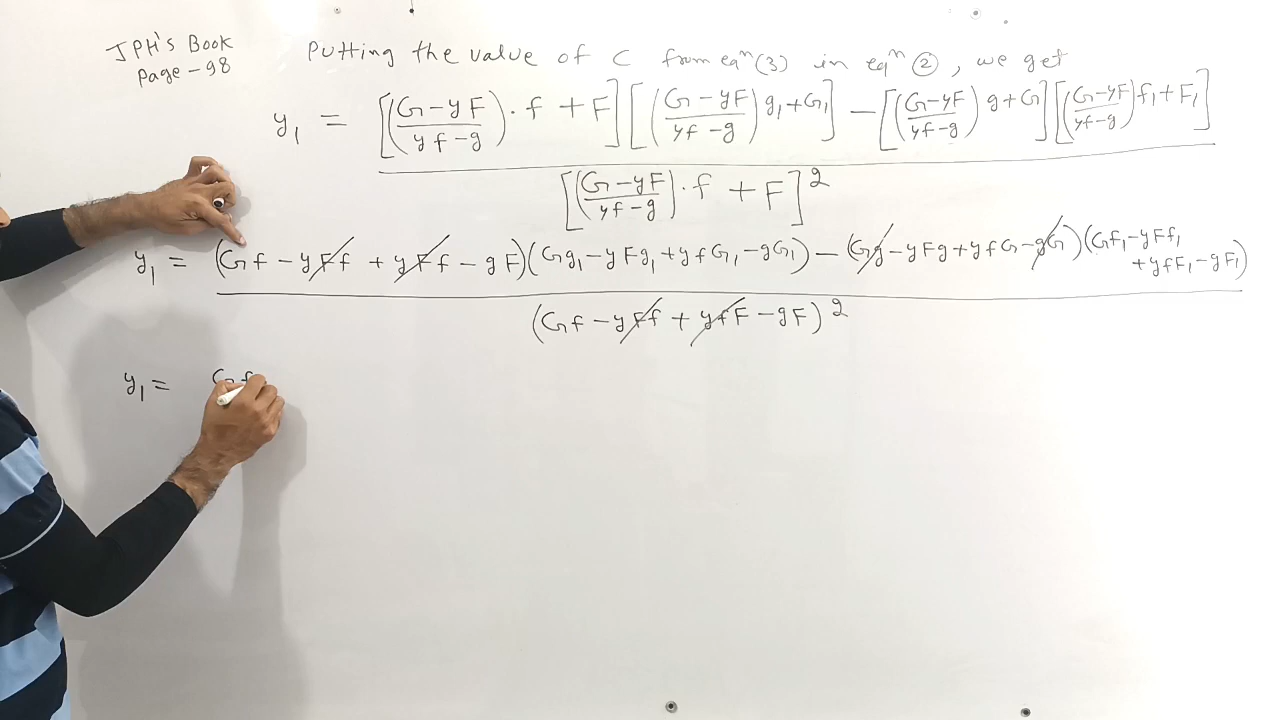 JPH's Book
Page - 98
Putting the value of C from eqⁿ(3) in eqⁿ ②, we get
y₁ = [((G-yF)/(yf-g))·f + F][((G-yF)/(yf-g))g₁+G₁] - [((G-yF)/(yf-g))g+G][((G-yF)/(yf-g))f₁+F₁]
[((G-yF)/(yf-g))·f + F]²
y₁ = (Gf - yFf + yFf - gF)(Gg₁ - yFg₁ + yfG₁ - gG₁) - (Gg - yFg + yfG - gG)(Gf₁ - yFf₁ + yfF₁ - gF₁)
(Gf - yFf + yfF - gF)²
y₁ = Gf